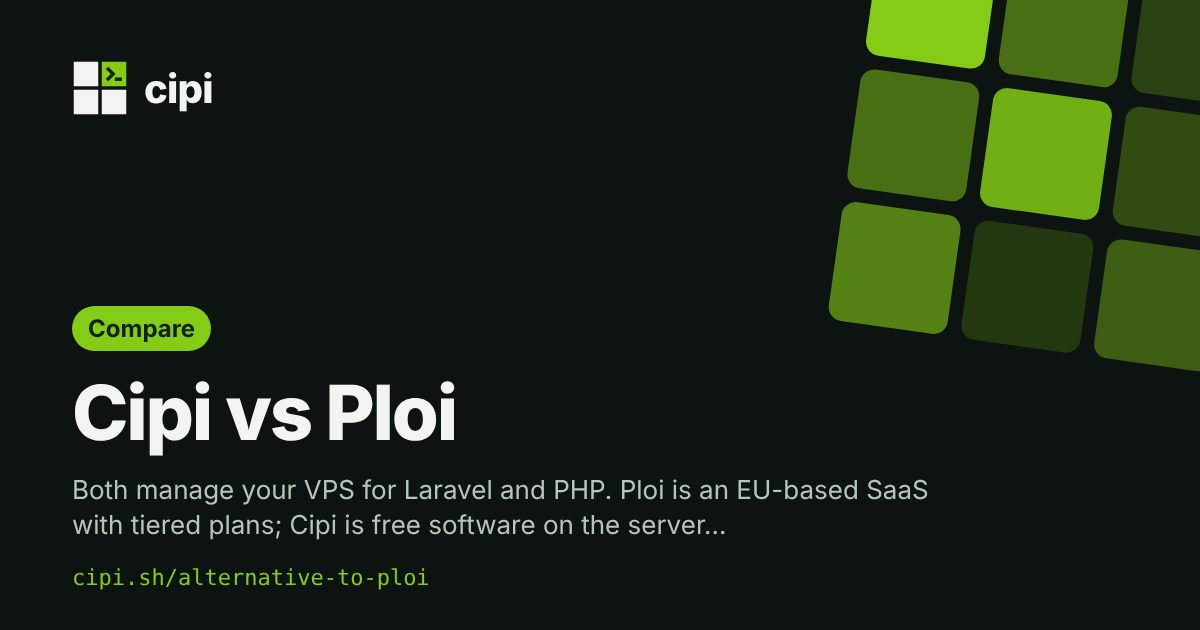 cipi
Compare
Cipi vs Ploi
Both manage your VPS for Laravel and PHP. Ploi is an EU-based SaaS
with tiered plans; Cipi is free software on the server...
cipi.sh/alternative-to-ploi